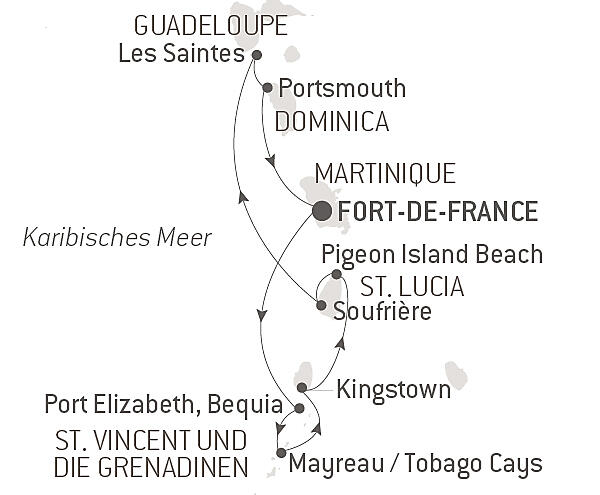 GUADELOUPE
Les Saintes
Portsmouth
DOMINICA
MARTINIQUE
FORT-DE-FRANCE
Karibisches Meer
Pigeon Island Beach
ST. LUCIA
Soufrière
Kingstown
Port Elizabeth, Bequia
ST. VINCENT UND
DIE GRENADINEN
Mayreau / Tobago Cays